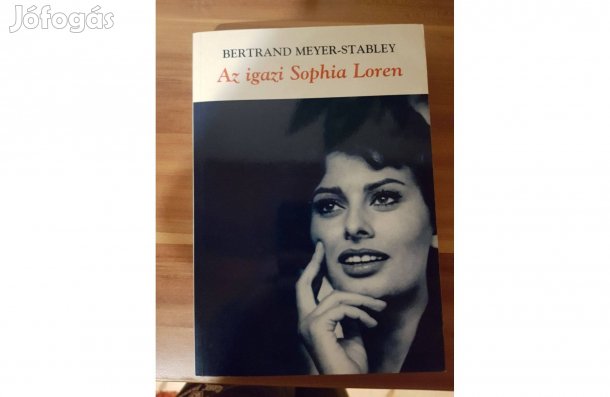 Jófogás
BERTRAND MEYER-STABLEY
Az igazi Sophia Loren